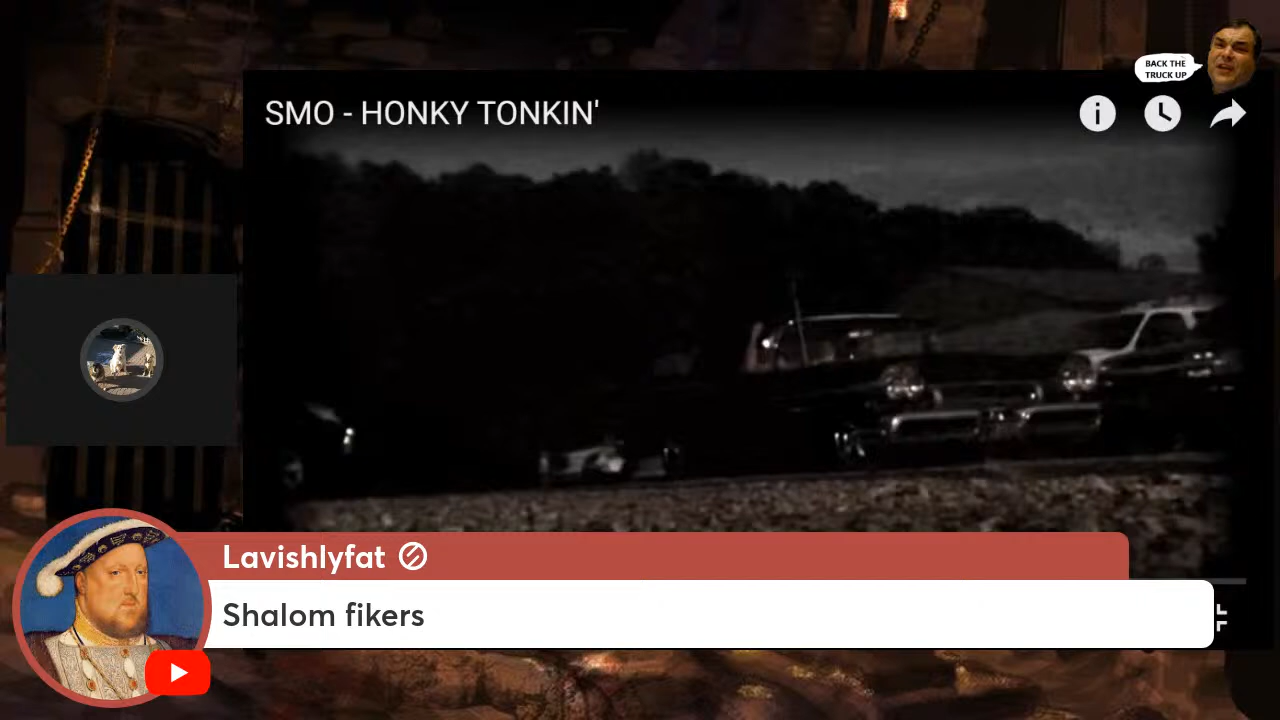 BACK THE
TRUCK UP
SMO - HONKY TONKIN'
Lavishlyfat
Shalom fikers